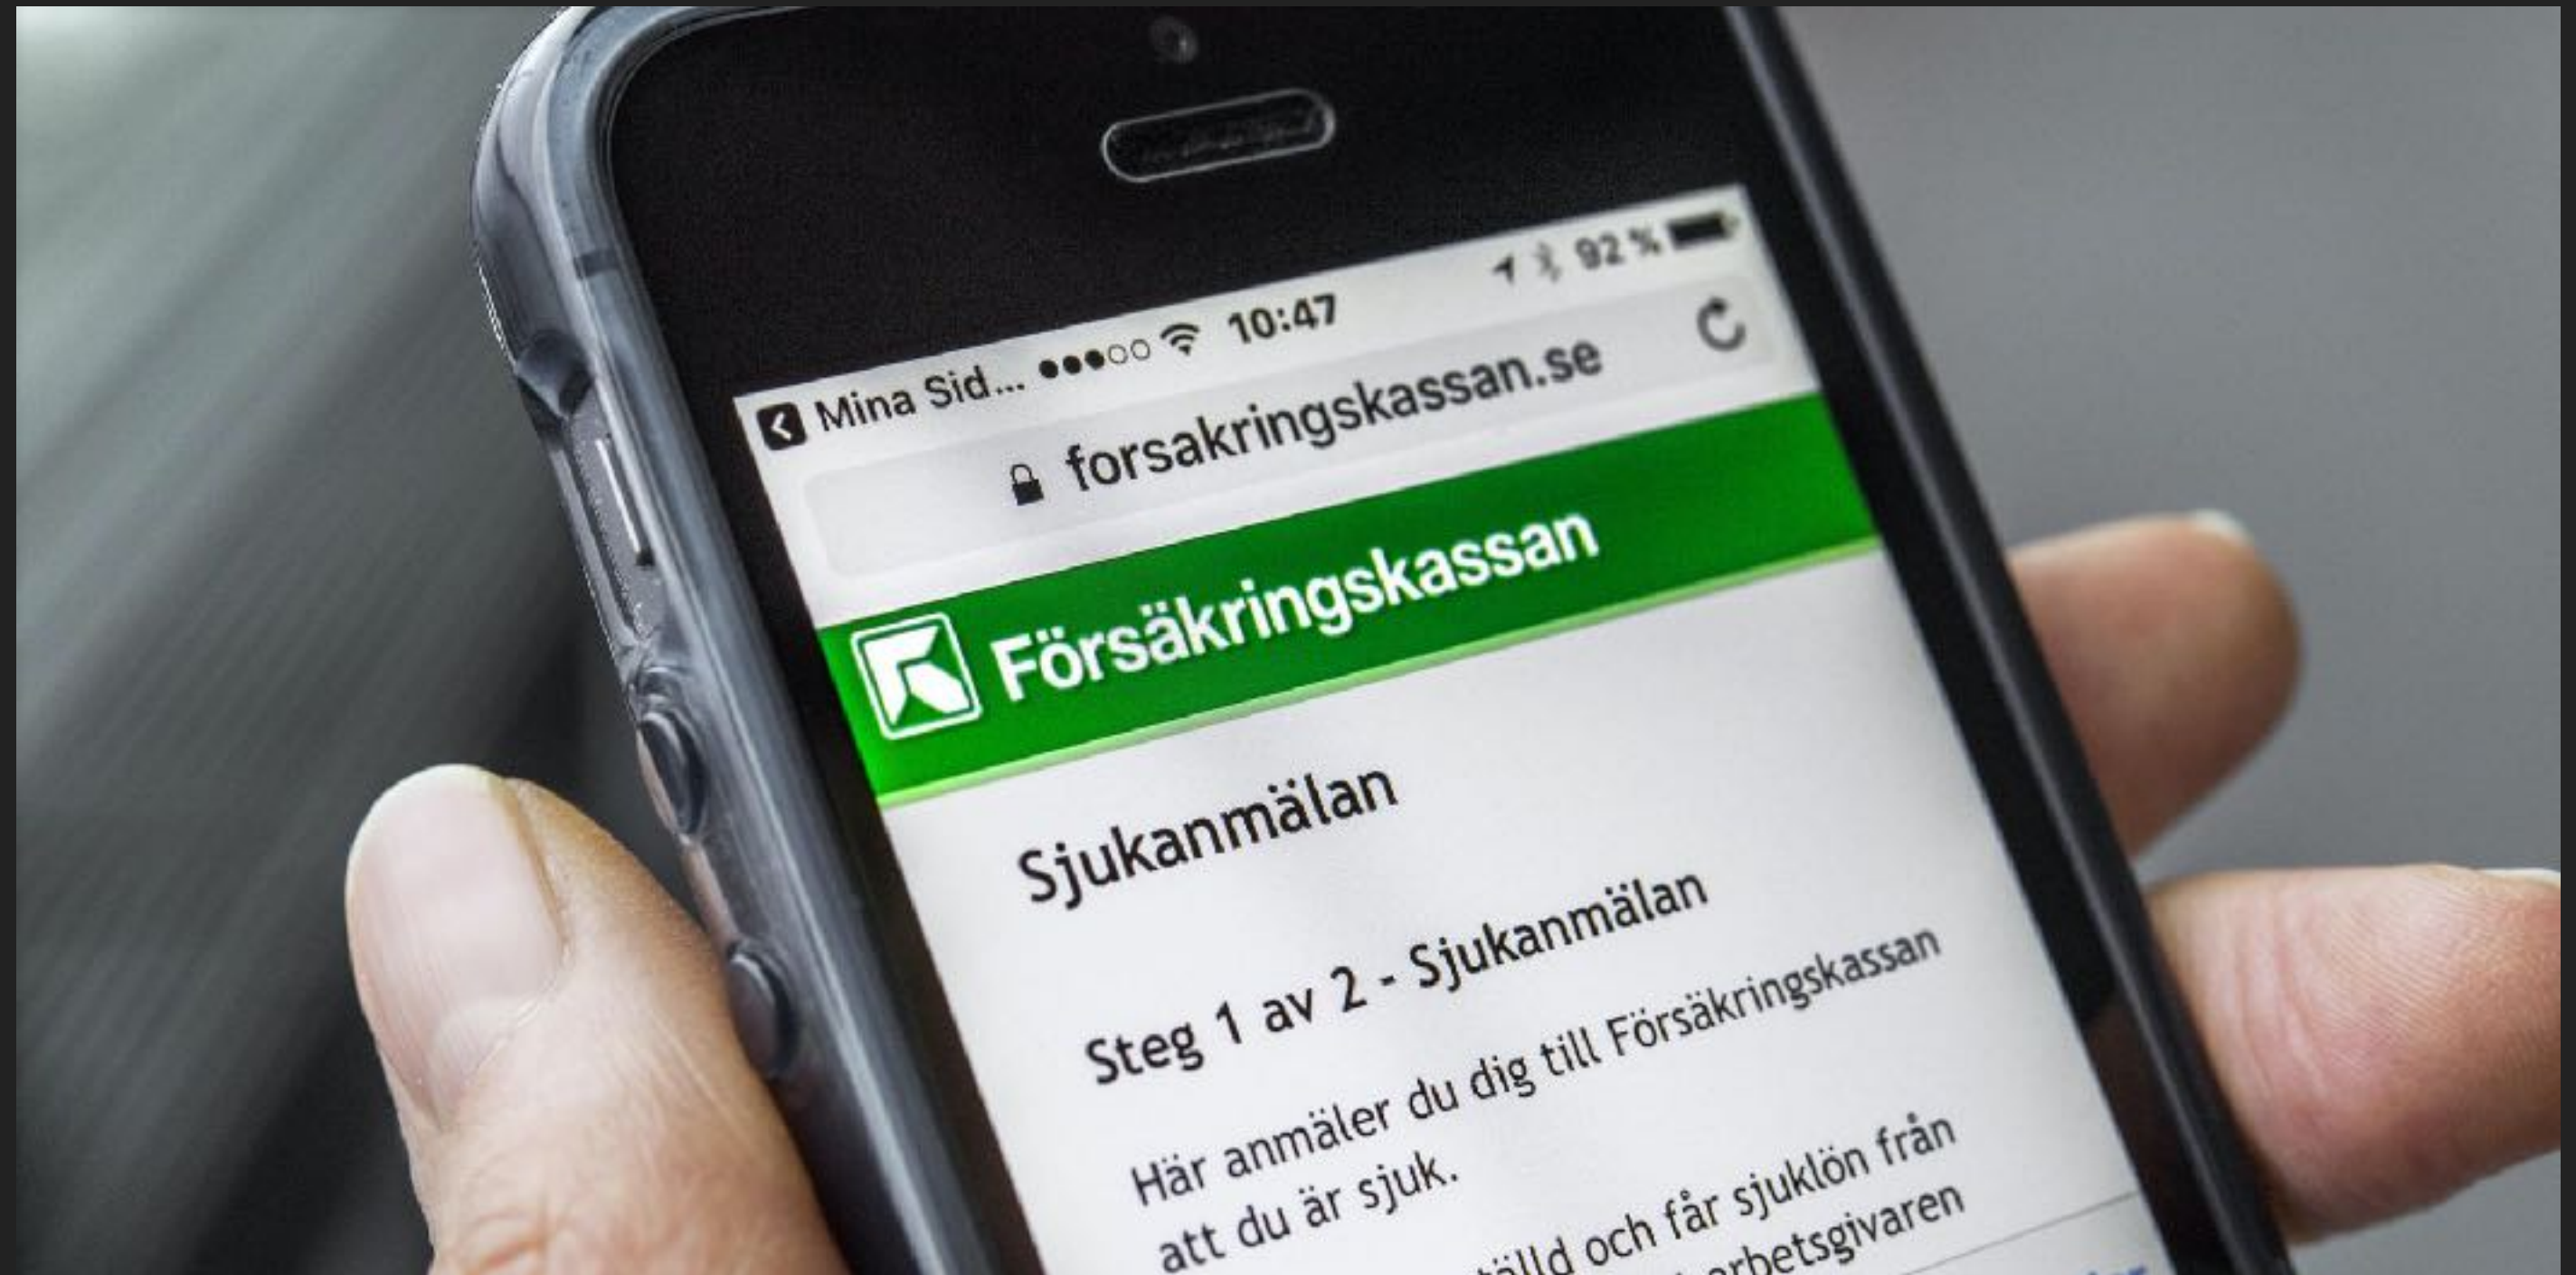 Mina Sid... 10:47 92 %
forsakringskassan.se
Försäkringskassan
Sjukanmälan
Steg 1 av 2 - Sjukanmälan
Här anmäler du dig till Försäkringskassan
att du är sjuk.
och får sjuklön från